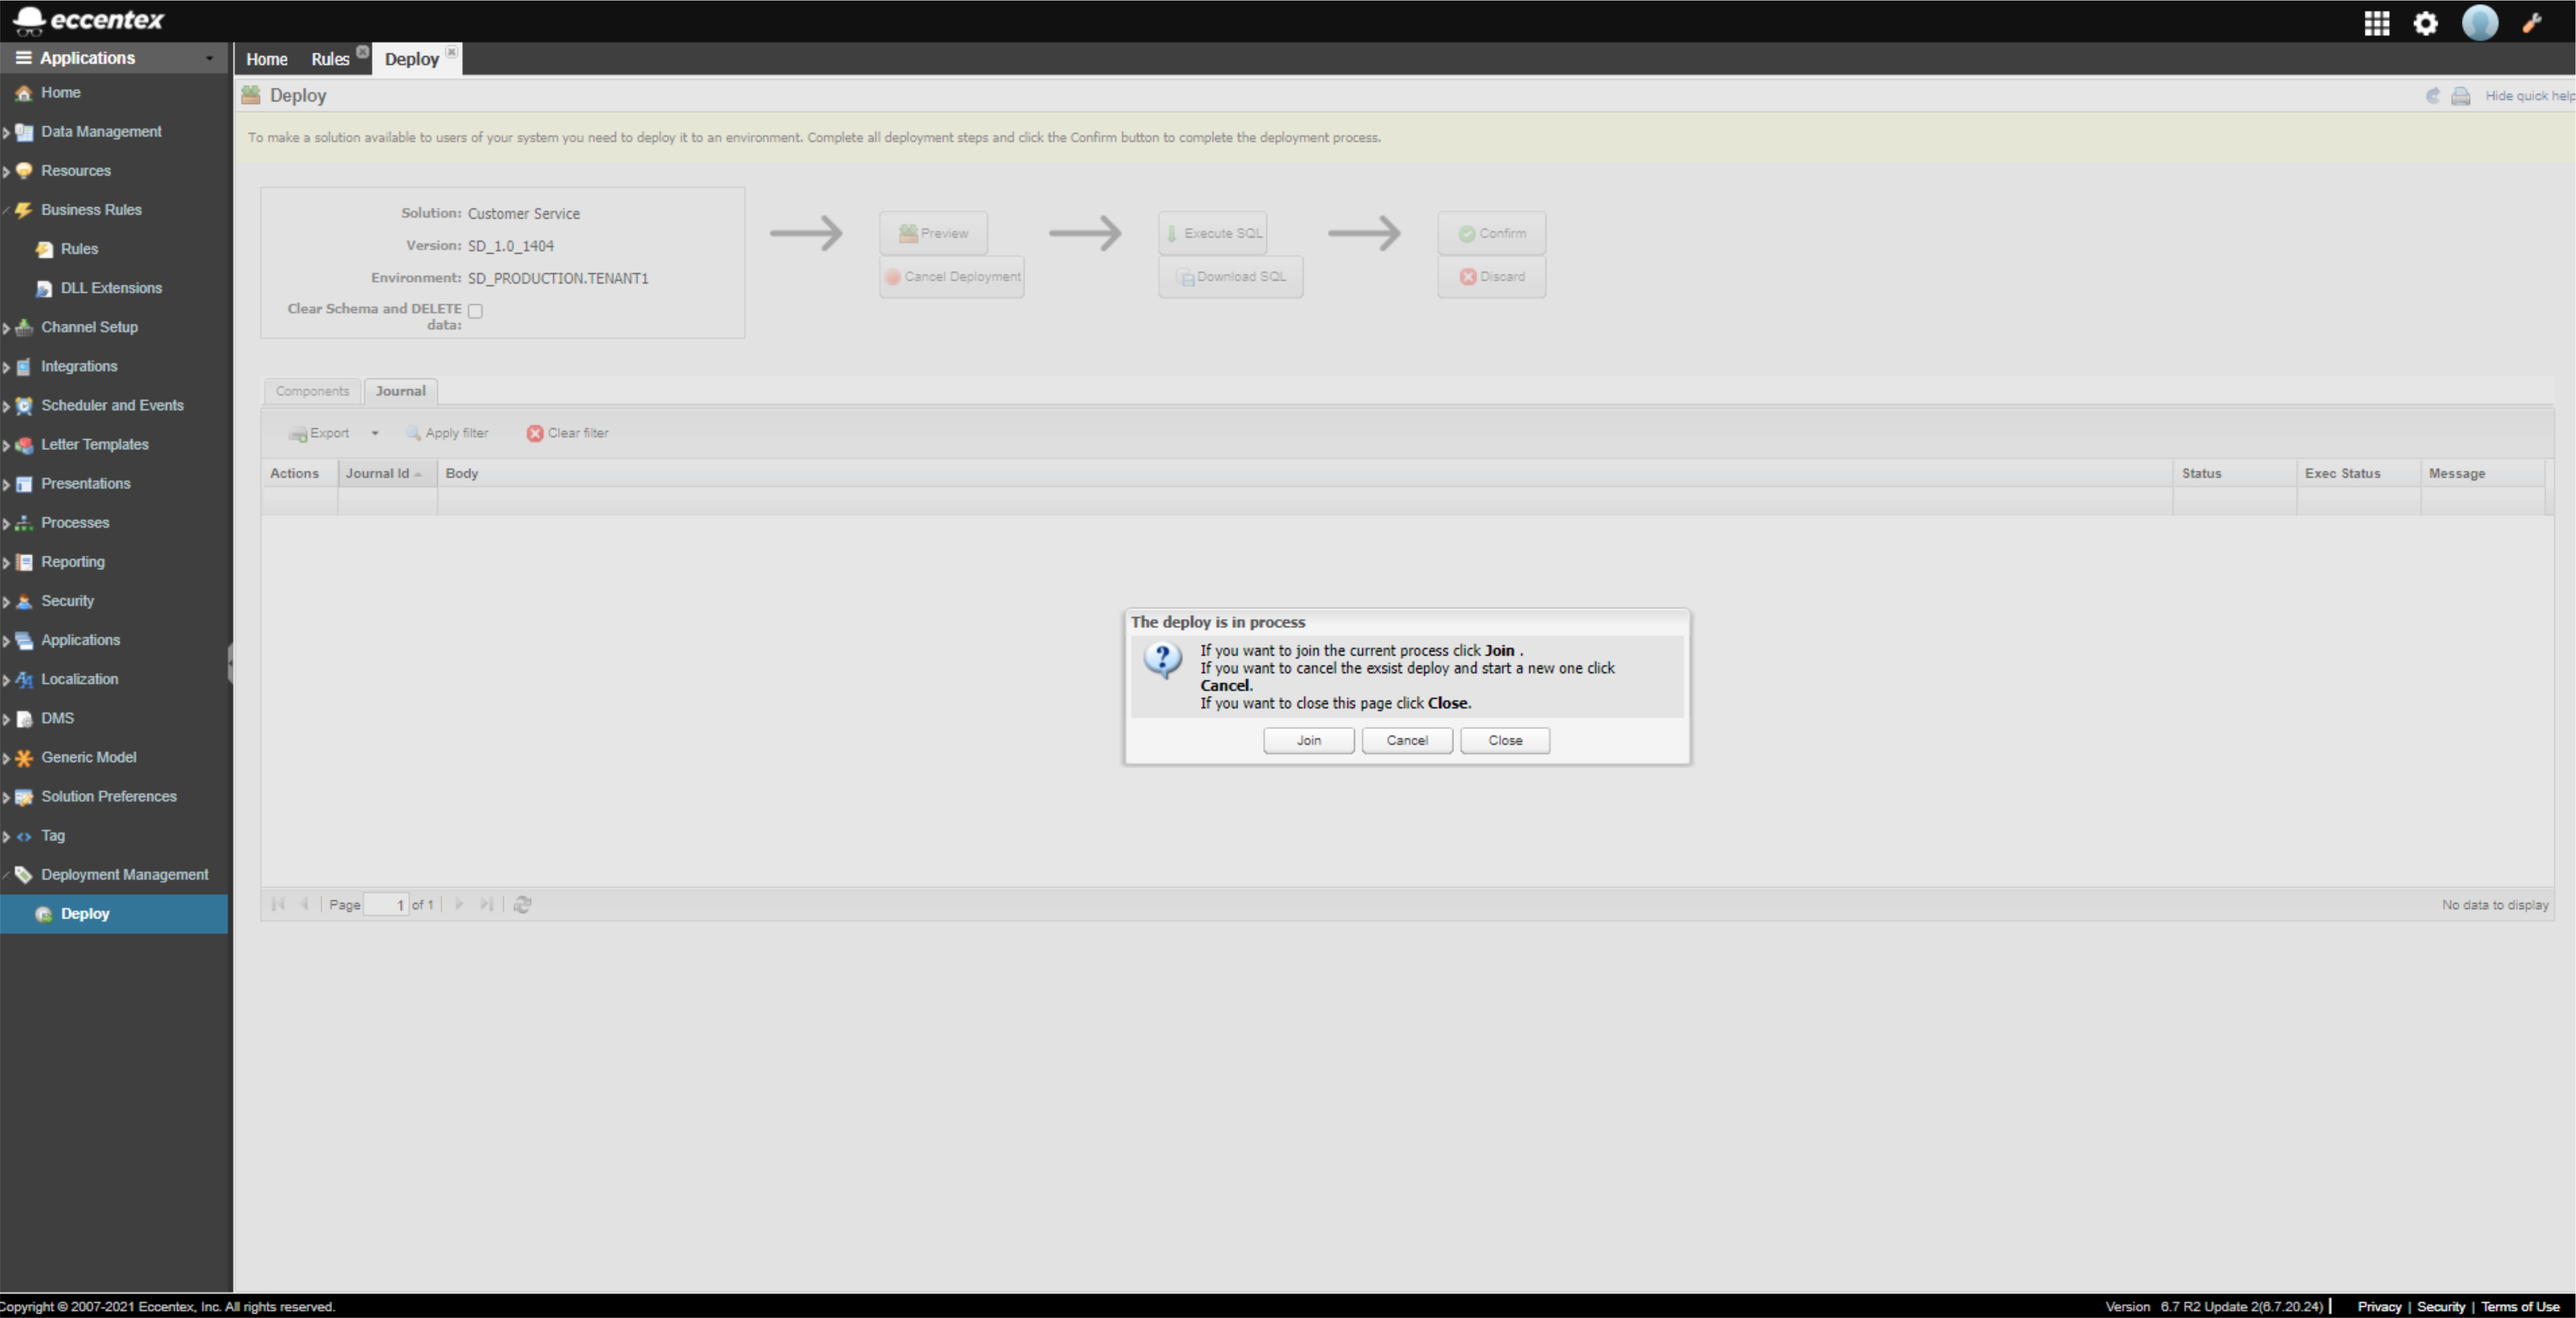 eccentex
Applications
Home
Data Management
Resources
Business Rules
Rules
DLL Extensions
Channel Setup
Integrations
Scheduler and Events
Letter Templates
Presentations
Processes
Reporting
Security
Applications
Localization
DMS
Generic Model
Solution Preferences
Tag
Deployment Management
Deploy
Home Rules Deploy
Deploy
Hide quick help
To make a solution available to users of your system you need to deploy it to an environment. Complete all deployment steps and click the Confirm button to complete the deployment process.
Solution: Customer Service
Version: SD_1.0_1404
Environment: SD_PRODUCTION.TENANT1
Clear Schema and DELETE
data:
Preview
Cancel Deployment
Execute SQL
Download SQL
Confirm
Discard
Components Journal
Export Apply filter Clear filter
Actions Journal Id Body Status Exec Status Message
The deploy is in process
If you want to join the current process click Join .
If you want to cancel the exsist deploy and start a new one click
Cancel.
If you want to close this page click Close.
Join Cancel Close
Page 1 of 1
No data to display
Copyright © 2007-2021 Eccentex, Inc. All rights reserved.
Version 6.7 R2 Update 2(6.7.20.24) | Privacy | Security | Terms of Use